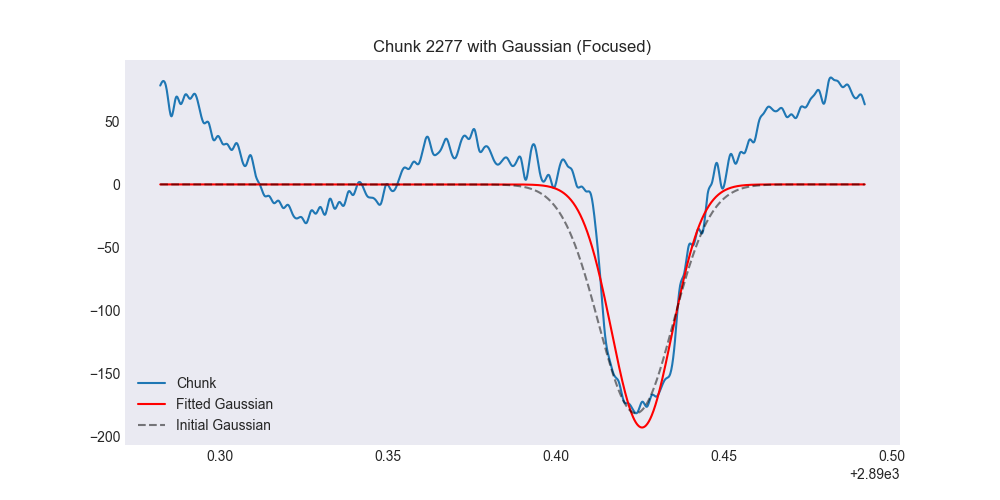 Chunk 2277 with Gaussian (Focused)
50
0
−50
−100
−150
−200
Chunk
Fitted Gaussian
Initial Gaussian
0.30 0.35 0.40 0.45 0.50
+2.89e3